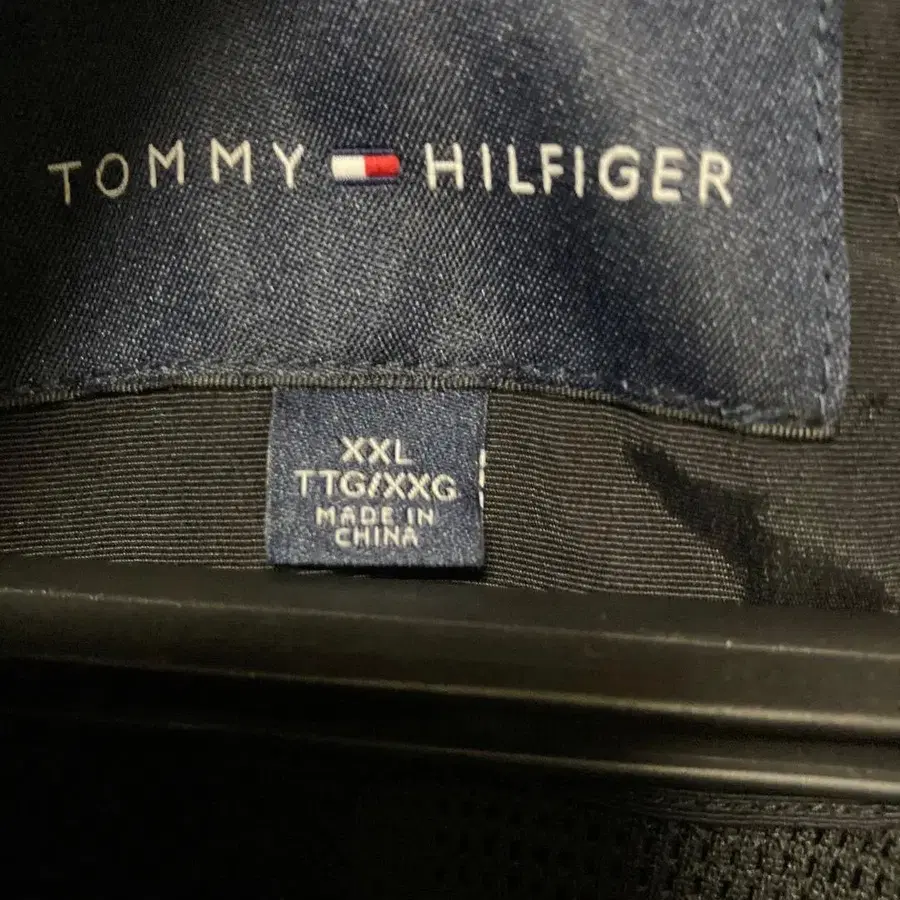 TOMMY HILFIGER
XXL
TTG/XXG
MADE IN
CHINA